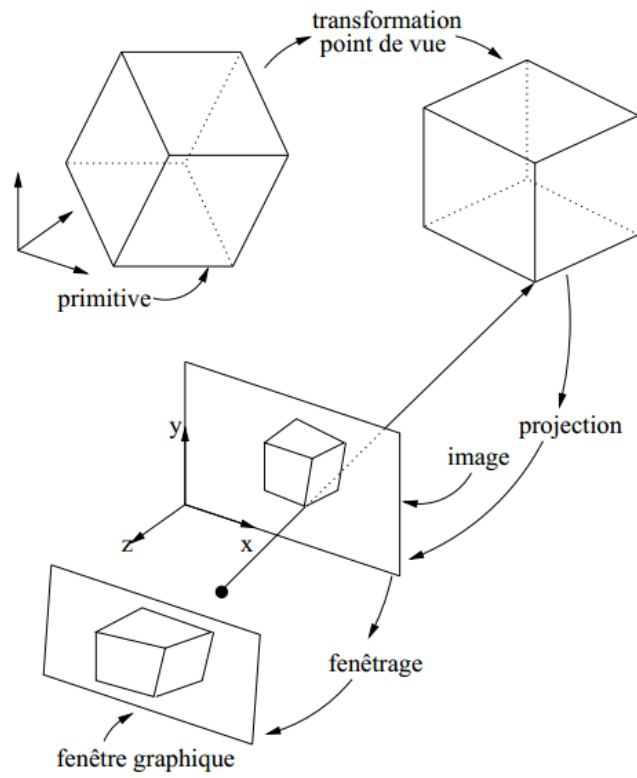 transformation
point de vue
primitive
projection
image
y
x
z
fenêtrage
fenêtre graphique